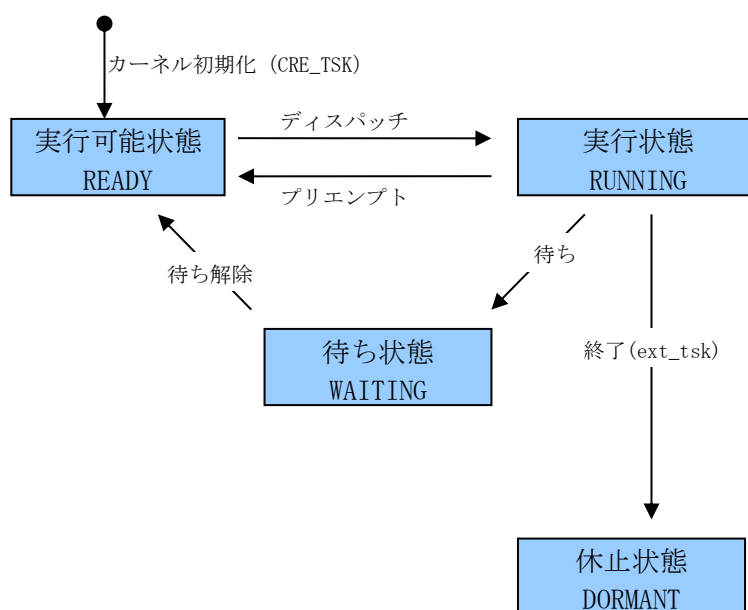 カーネル初期化 (CRE_TSK)
実行可能状態
READY
ディスパッチ
プリエンプト
実行状態
RUNNING
待ち
待ち解除
待ち状態
WAITING
終了(ext_tsk)
休止状態
DORMANT